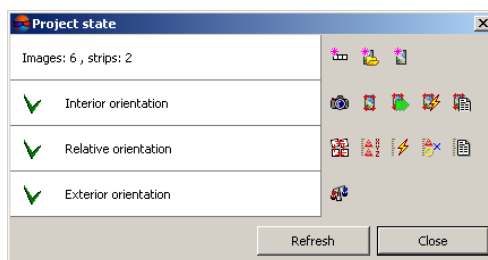 Project state
Images: 6 , strips: 2
Interior orientation
Relative orientation
Exterior orientation
Refresh
Close